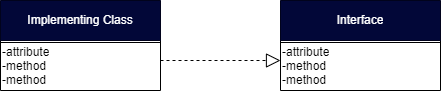 Implementing Class
-attribute
-method
-method
Interface
-attribute
-method
-method